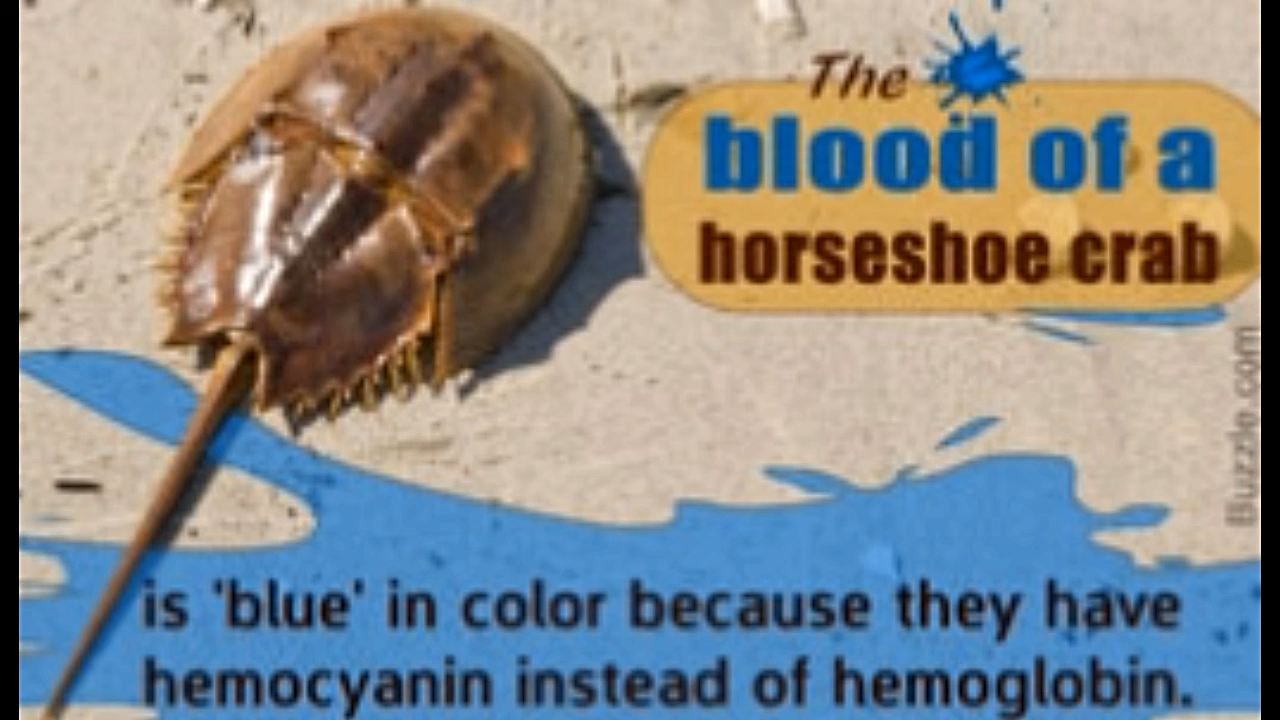 The
blood of a
horseshoe crab
is 'blue' in color because they have
hemocyanin instead of hemoglobin.
Buzzle.com